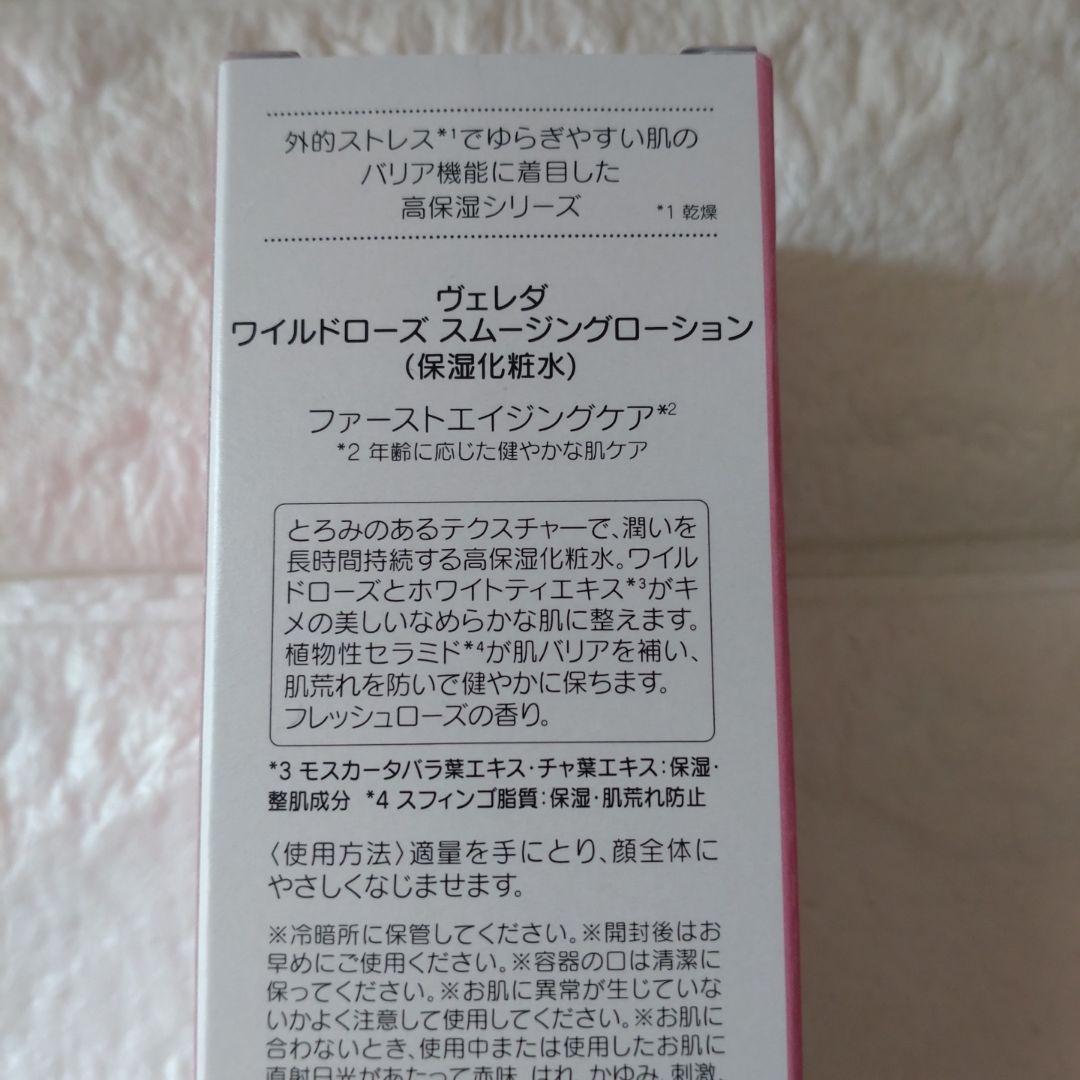 外的ストレス*1でゆらぎやすい肌の
バリア機能に着目した
高保湿シリーズ *1 乾燥
ヴェレダ
ワイルドローズ スムージングローション
(保湿化粧水)
ファーストエイジングケア*2
*2 年齢に応じた健やかな肌ケア
とろみのあるテクスチャーで、潤いを
長時間持続する高保湿化粧水。ワイル
ドローズとホワイトティエキス*3がキ
メの美しいなめらかな肌に整えます。
植物性セラミド*4が肌バリアを補い、
肌荒れを防いで健やかに保ちます。
フレッシュローズの香り。
*3 モスカータバラ葉エキス・チャ葉エキス:保湿・
整肌成分 *4 スフィンゴ脂質:保湿・肌荒れ防止
〈使用方法〉適量を手にとり、顔全体に
やさしくなじませます。
※冷暗所に保管してください。※開封後はお
早めにご使用ください。※容器の口は清潔に
保ってください。※お肌に異常が生じていな
いかよく注意して使用してください。※お肌に
合わないとき、使用中または使用したお肌に
直射日光があたって赤味、はれ、かゆみ、刺激、